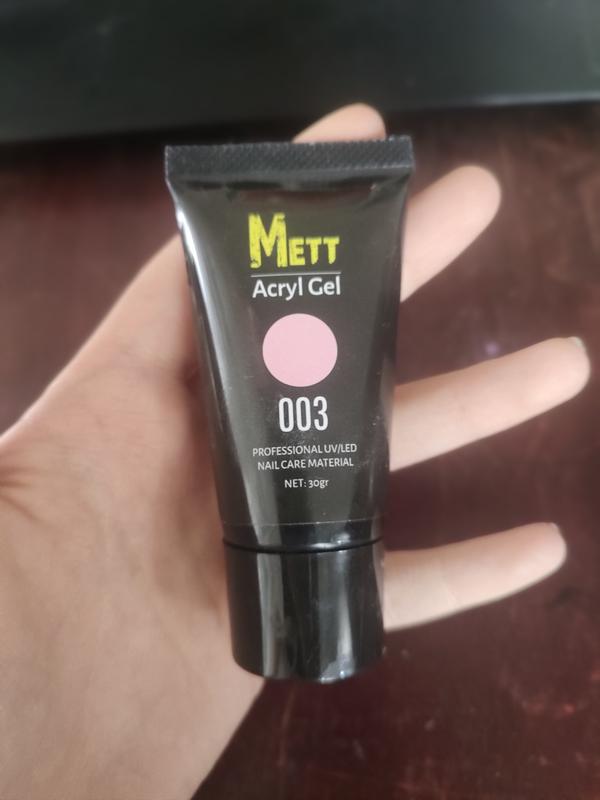 METT
Acryl Gel
003
PROFESSIONAL UV/LED
NAIL CARE MATERIAL
NET: 30gr